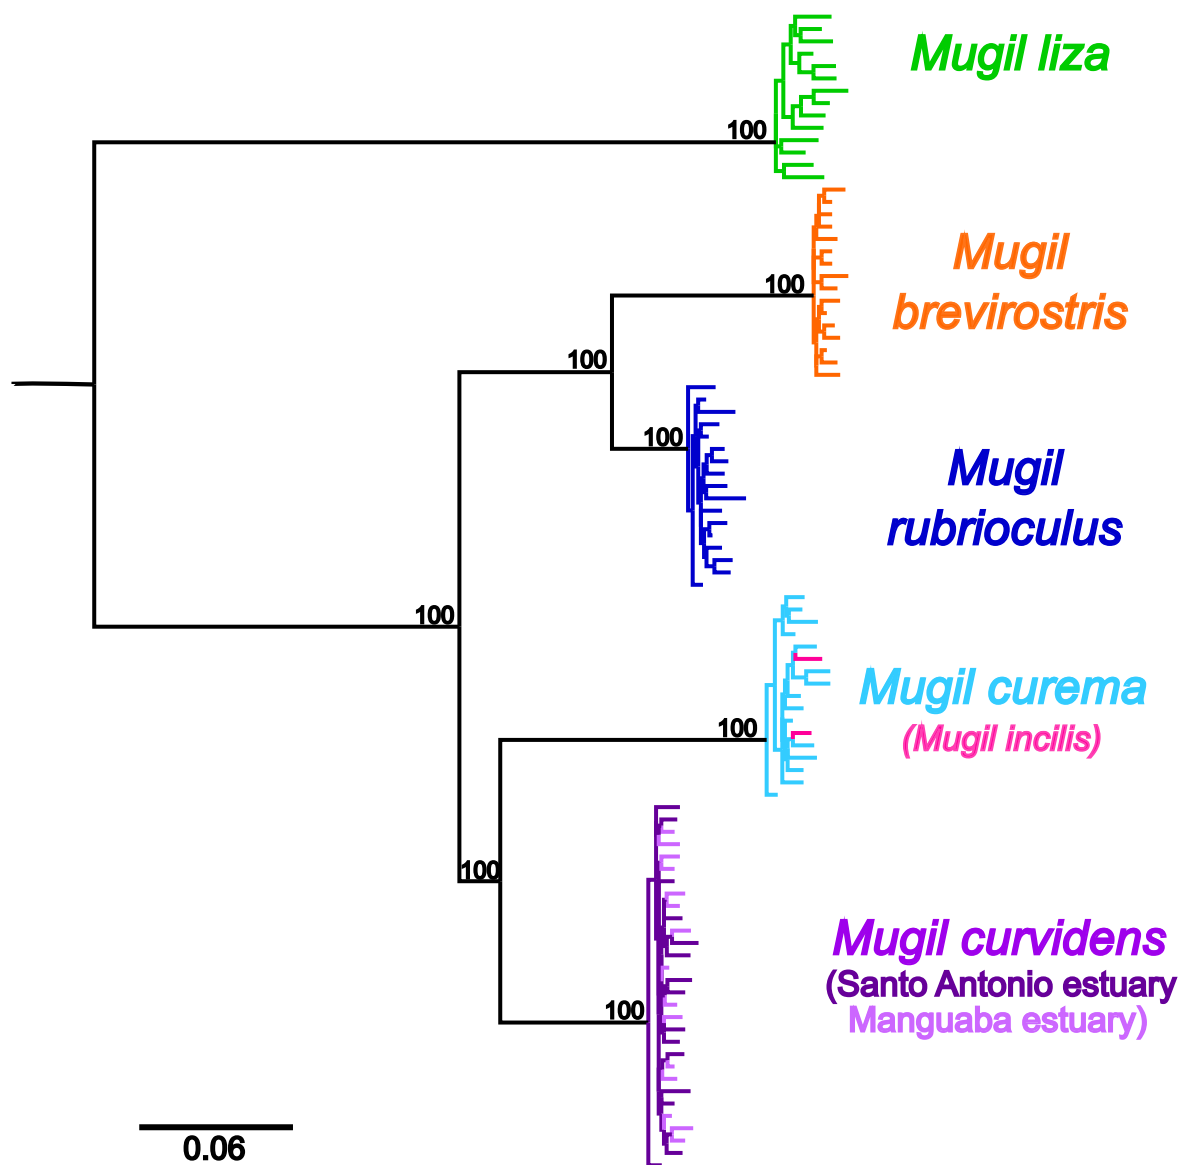 Mugil liza
100
Mugil
brevirostris
100
100
100
Mugil
rubrioculus
100
Mugil curema
(Mugil incilis)
100
100
Mugil curvidens
(Santo Antonio estuary
Manguaba estuary)
100
0.06